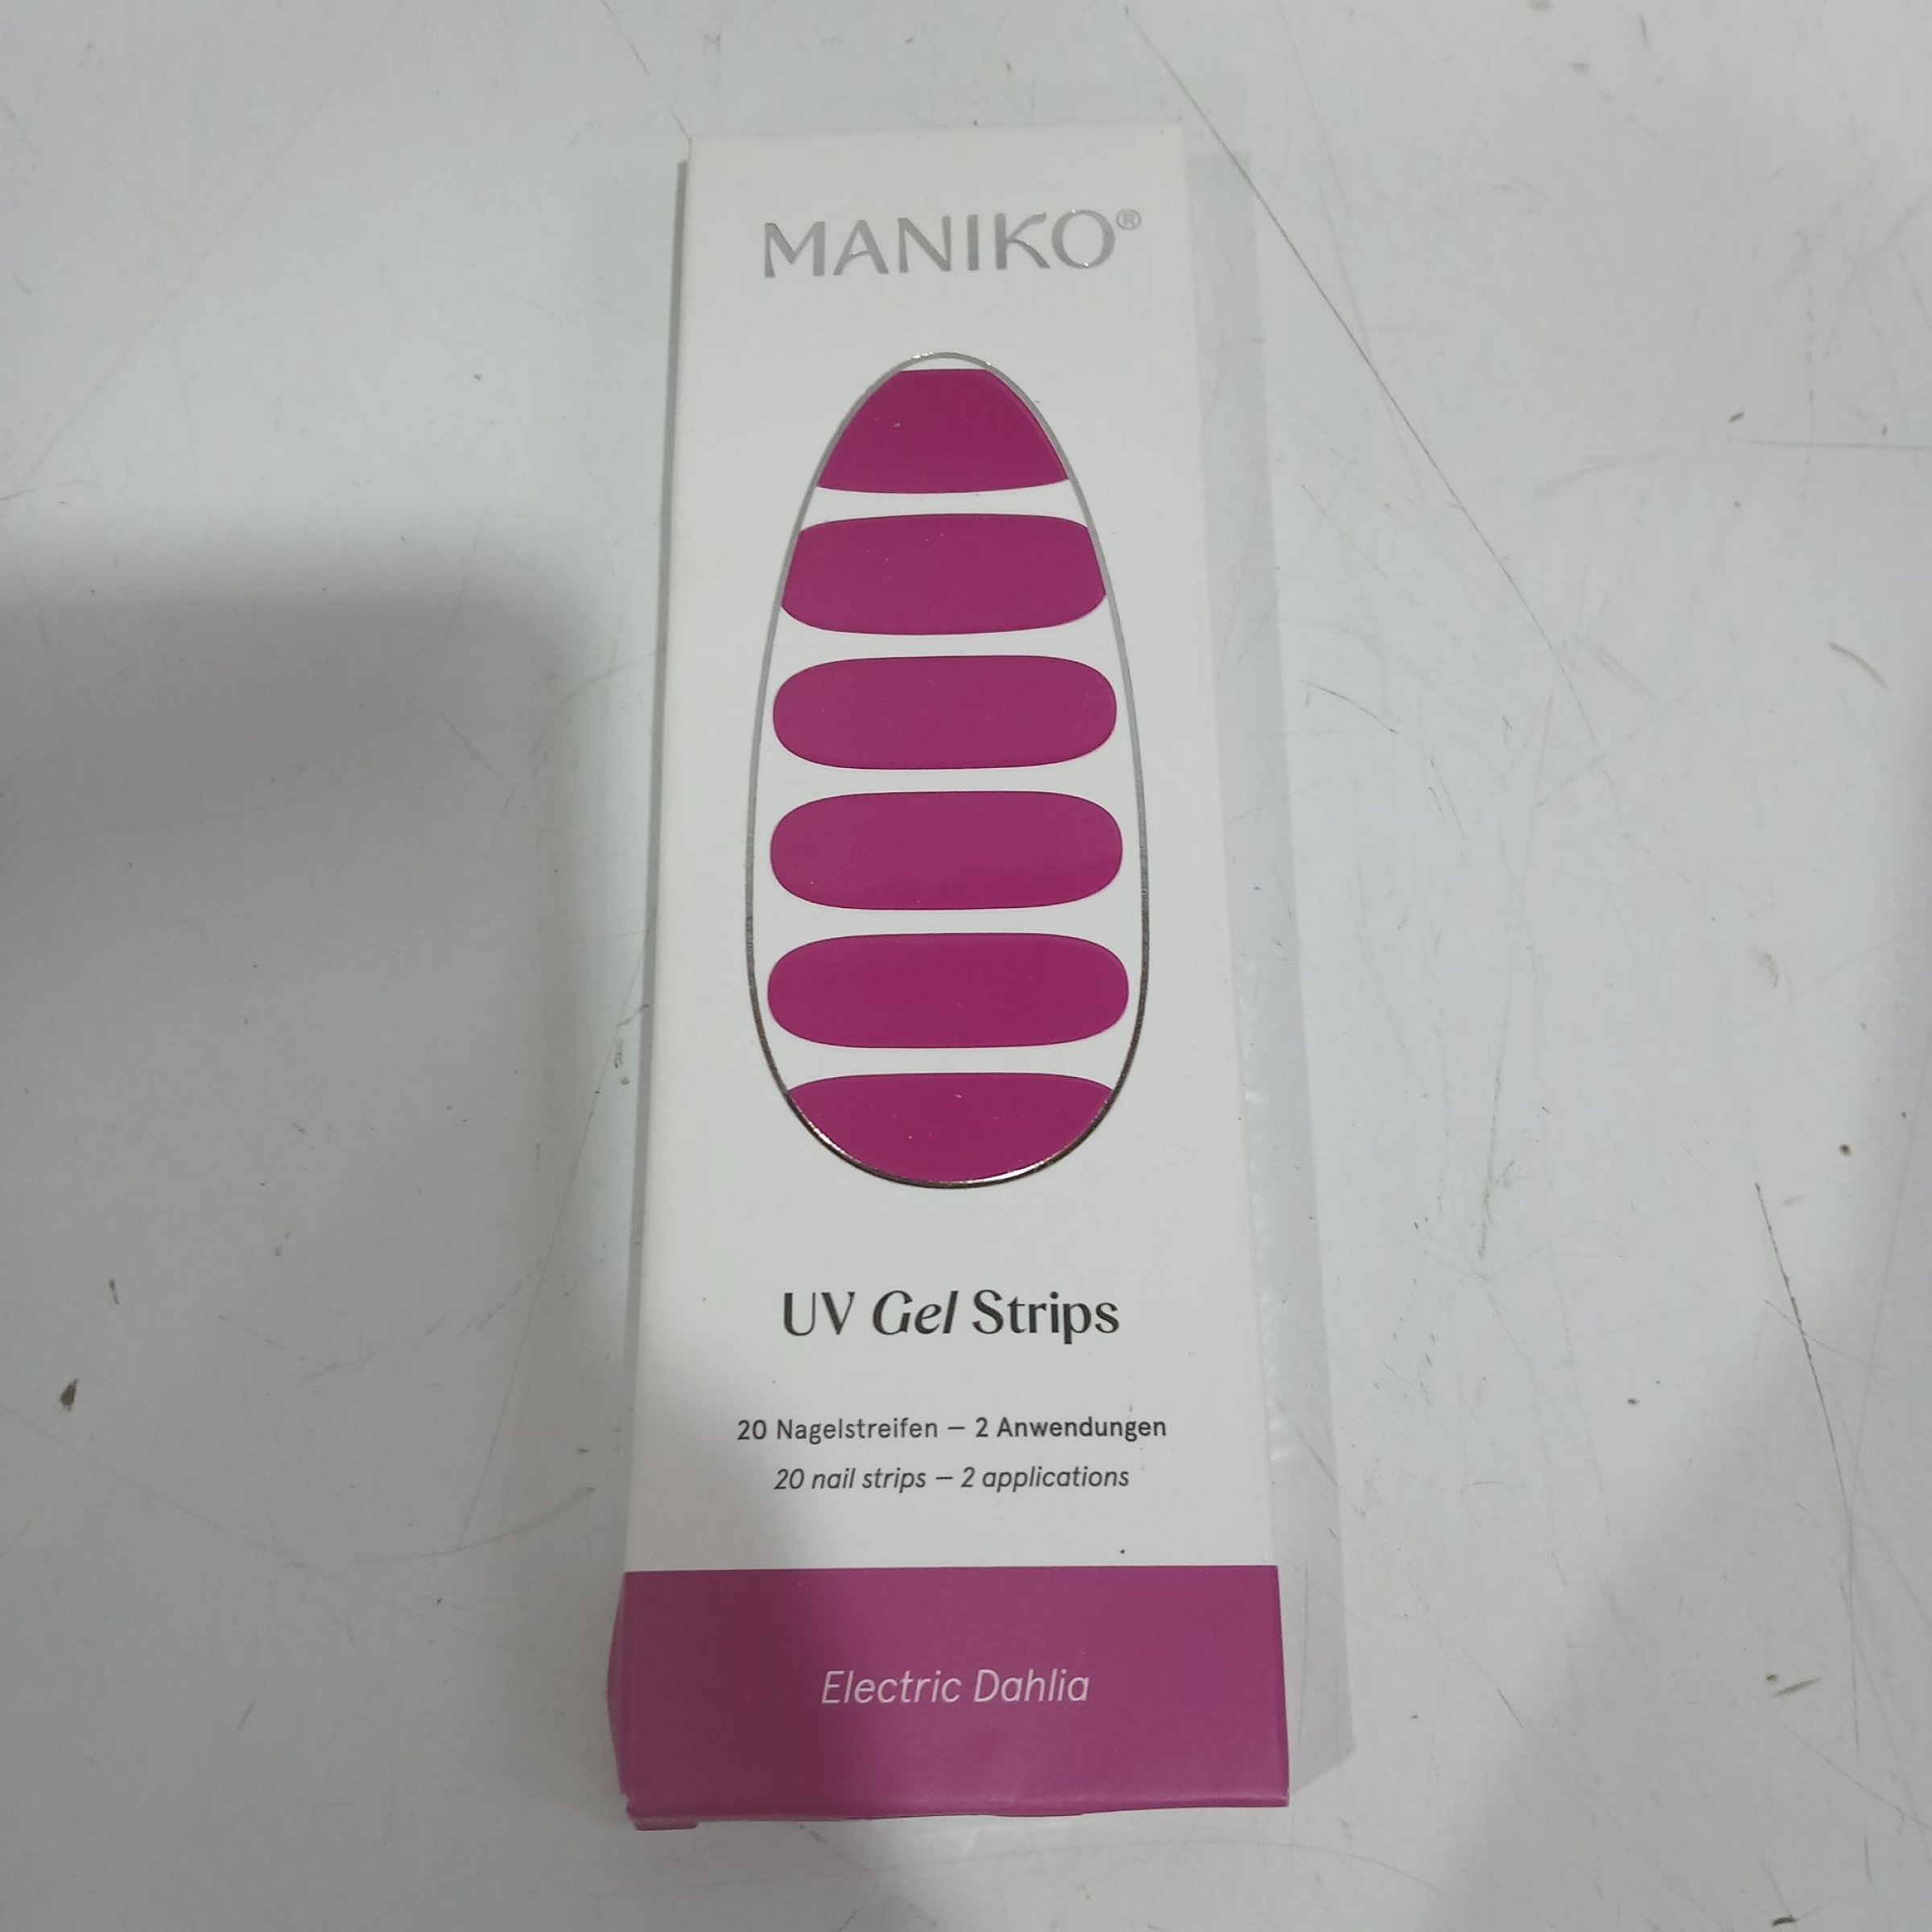 MANIKO®
UV Gel Strips
20 Nagelstreifen – 2 Anwendungen
20 nail strips – 2 applications
Electric Dahlia